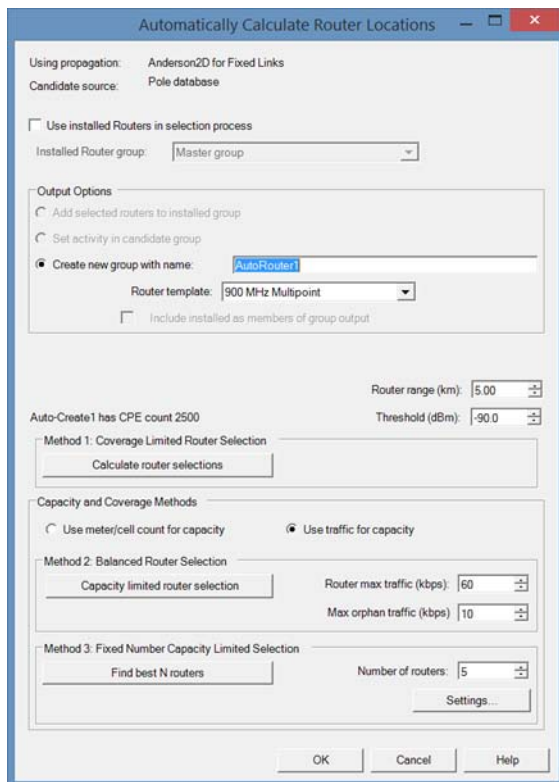 Automatically Calculate Router Locations
Using propagation: Anderson2D for Fixed Links
Candidate source: Pole database
Use installed Routers in selection process
Installed Router group: Master group
Output Options
Add selected routers to installed group
Set activity in candidate group
Create new group with name: AutoRouter1
Router template: 900 MHz Multipoint
Include installed as members of group output
Router range (km): 5.00
Auto-Create1 has CPE count 2500 Threshold (dBm): -90.0
Method 1: Coverage Limited Router Selection
Calculate router selections
Capacity and Coverage Methods
Use meter/cell count for capacity Use traffic for capacity
Method 2: Balanced Router Selection
Capacity limited router selection Router max traffic (kbps): 60
Max orphan traffic (kbps) 10
Method 3: Fixed Number Capacity Limited Selection
Find best N routers Number of routers: 5
Settings...
OK Cancel Help